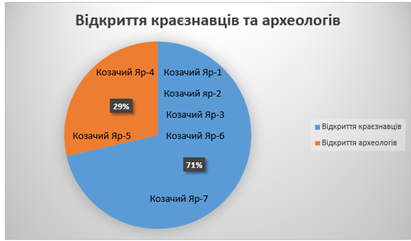 Відкриття краєзнавців та археологів
Козачий Яр-4
Козачий Яр-1
Козачий яр-2
29%
Козачий Яр-3
Козачий Яр-5
Козачий Яр-6
71%
Козачий Яр-7
Відкриття краєзнавців
Відкриття археологів